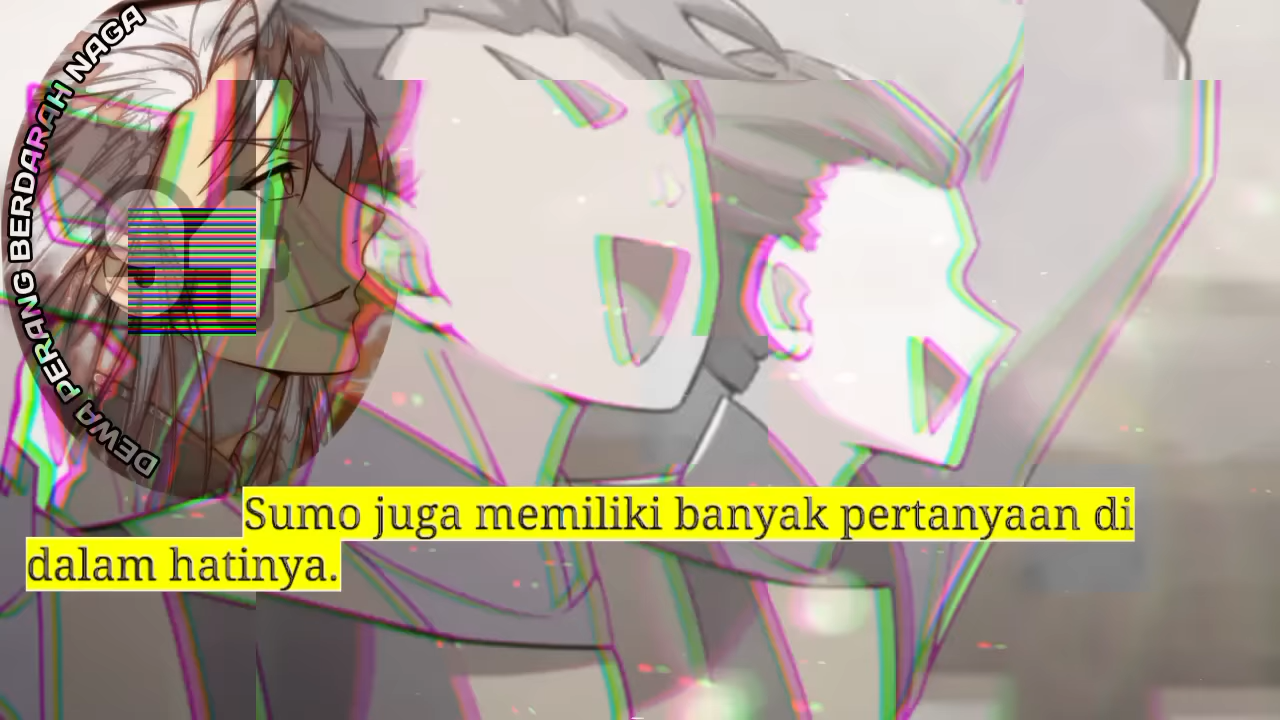 DEWA PERANG BERDARAH NAGA
Sumo juga memiliki banyak pertanyaan di
dalam hatinya.